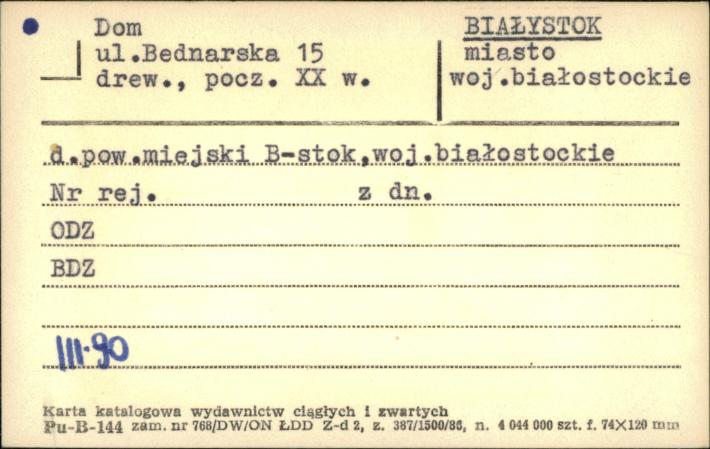 Dom
ul.Bednarska 15
drew., pocz. XX w.
BIAŁYSTOK
miasto
woj.białostockie
d.pow.miejski B-stok,woj.białostockie
Nr rej. z dn.
ODZ
BDZ
III·90
Karta katalogowa wydawnictw ciągłych i zwartych
Pu-B-144 zam. nr 768/DW/ON ŁDD Z-d 2, z. 387/1500/86, n. 4 044 000 szt. f. 74×120 mm